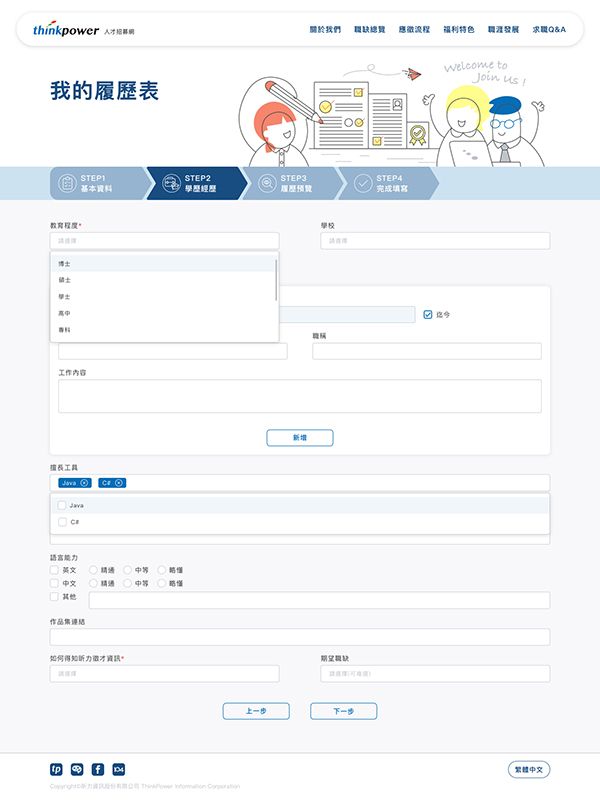 thinkpower 人才招募網
關於我們 職缺總覽 應徵流程 福利特色 職涯發展 求職Q&A
我的履歷表
Welcome to
Join Us !
STEP1
基本資料
STEP2
學歷經歷
STEP3
履歷預覽
STEP4
完成填寫
教育程度* 學校
請選擇 請選擇
博士
碩士
學士
高中
專科
迄今
職稱
工作內容
新增
擅長工具
Java C#
Java
C#
語言能力
英文 精通 中等 略懂
中文 精通 中等 略懂
其他
作品集連結
如何得知昕力徵才資訊* 期望職缺
請選擇 請選擇(可複選)
上一步 下一步
tp f 104
繁體中文
Copyright©昕力資訊股份有限公司 ThinkPower Information Corporation